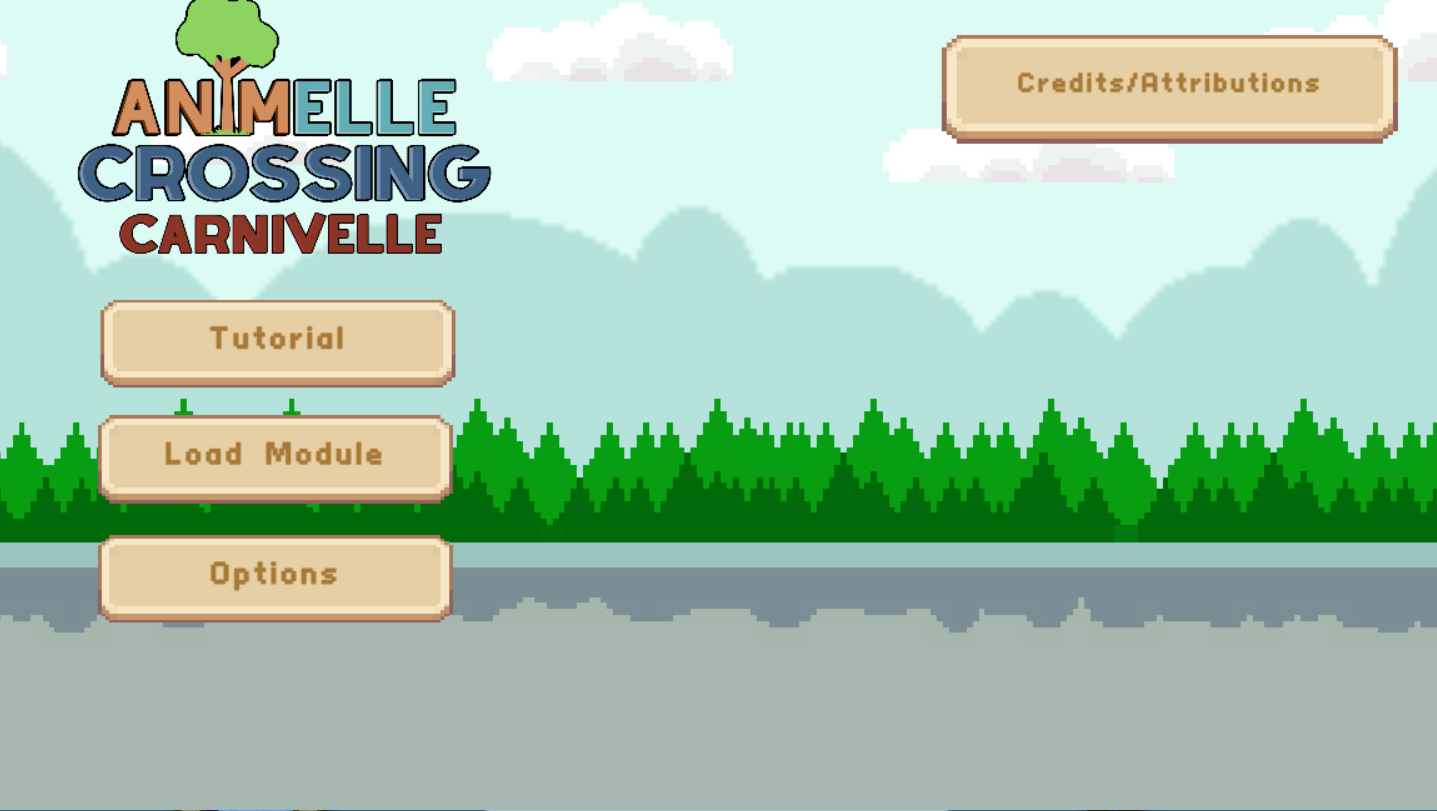 ANIMELLE
CROSSING
CARNIVELLE
Credits/Attributions
Tutorial
Load Module
Options